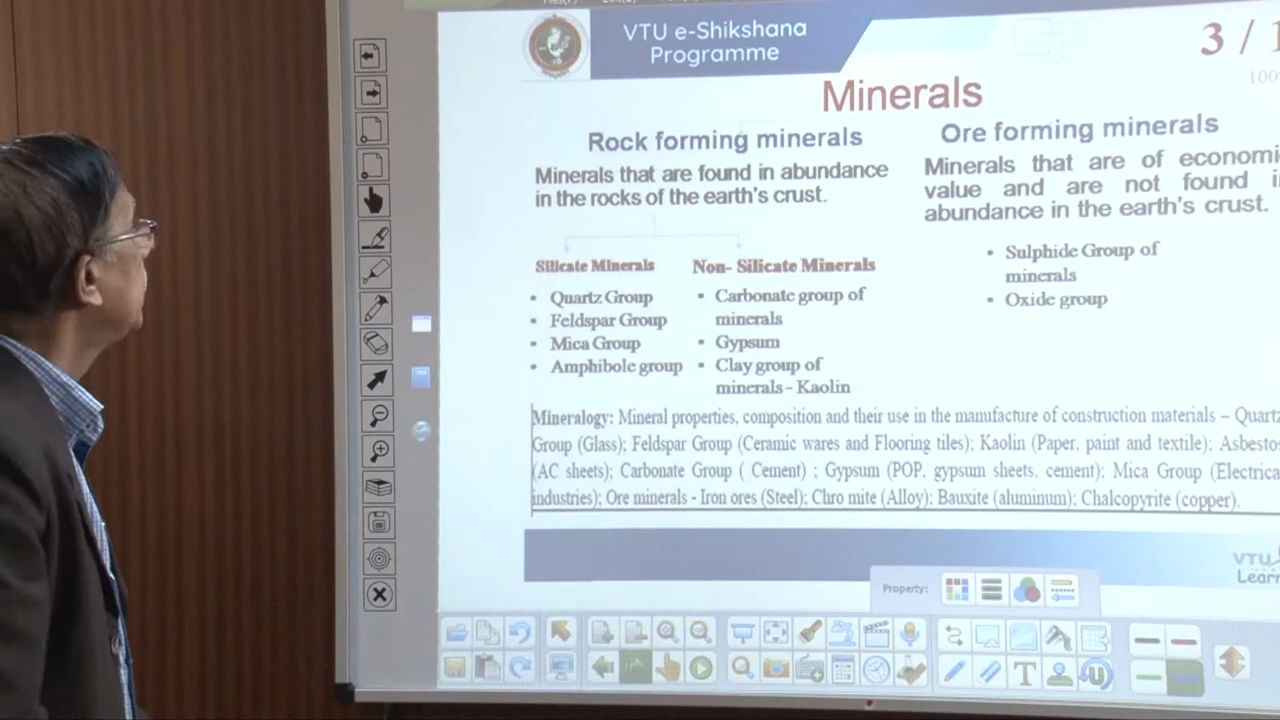 VTU e-Shikshana
Programme
3 / 1
100%
Minerals
Rock forming minerals
Minerals that are found in abundance
in the rocks of the earth's crust.
Ore forming minerals
Minerals that are of economi
value and are not found i
abundance in the earth's crust.
Silicate Minerals
• Quartz Group
• Feldspar Group
• Mica Group
• Amphibole group
Non- Silicate Minerals
• Carbonate group of
minerals
• Gypsum
• Clay group of
minerals – Kaolin
• Sulphide Group of
minerals
• Oxide group
Mineralogy: Mineral properties, composition and their use in the manufacture of construction materials – Quartz
Group (Glass); Feldspar Group (Ceramic wares and Flooring tiles); Kaolin (Paper, paint and textile); Asbestos
(AC sheets); Carbonate Group ( Cement) ; Gypsum (POP, gypsum sheets, cement); Mica Group (Electrical
industries); Ore minerals - Iron ores (Steel); Chro mite (Alloy); Bauxite (aluminum); Chalcopyrite (copper).
VTU
Learn
Property: